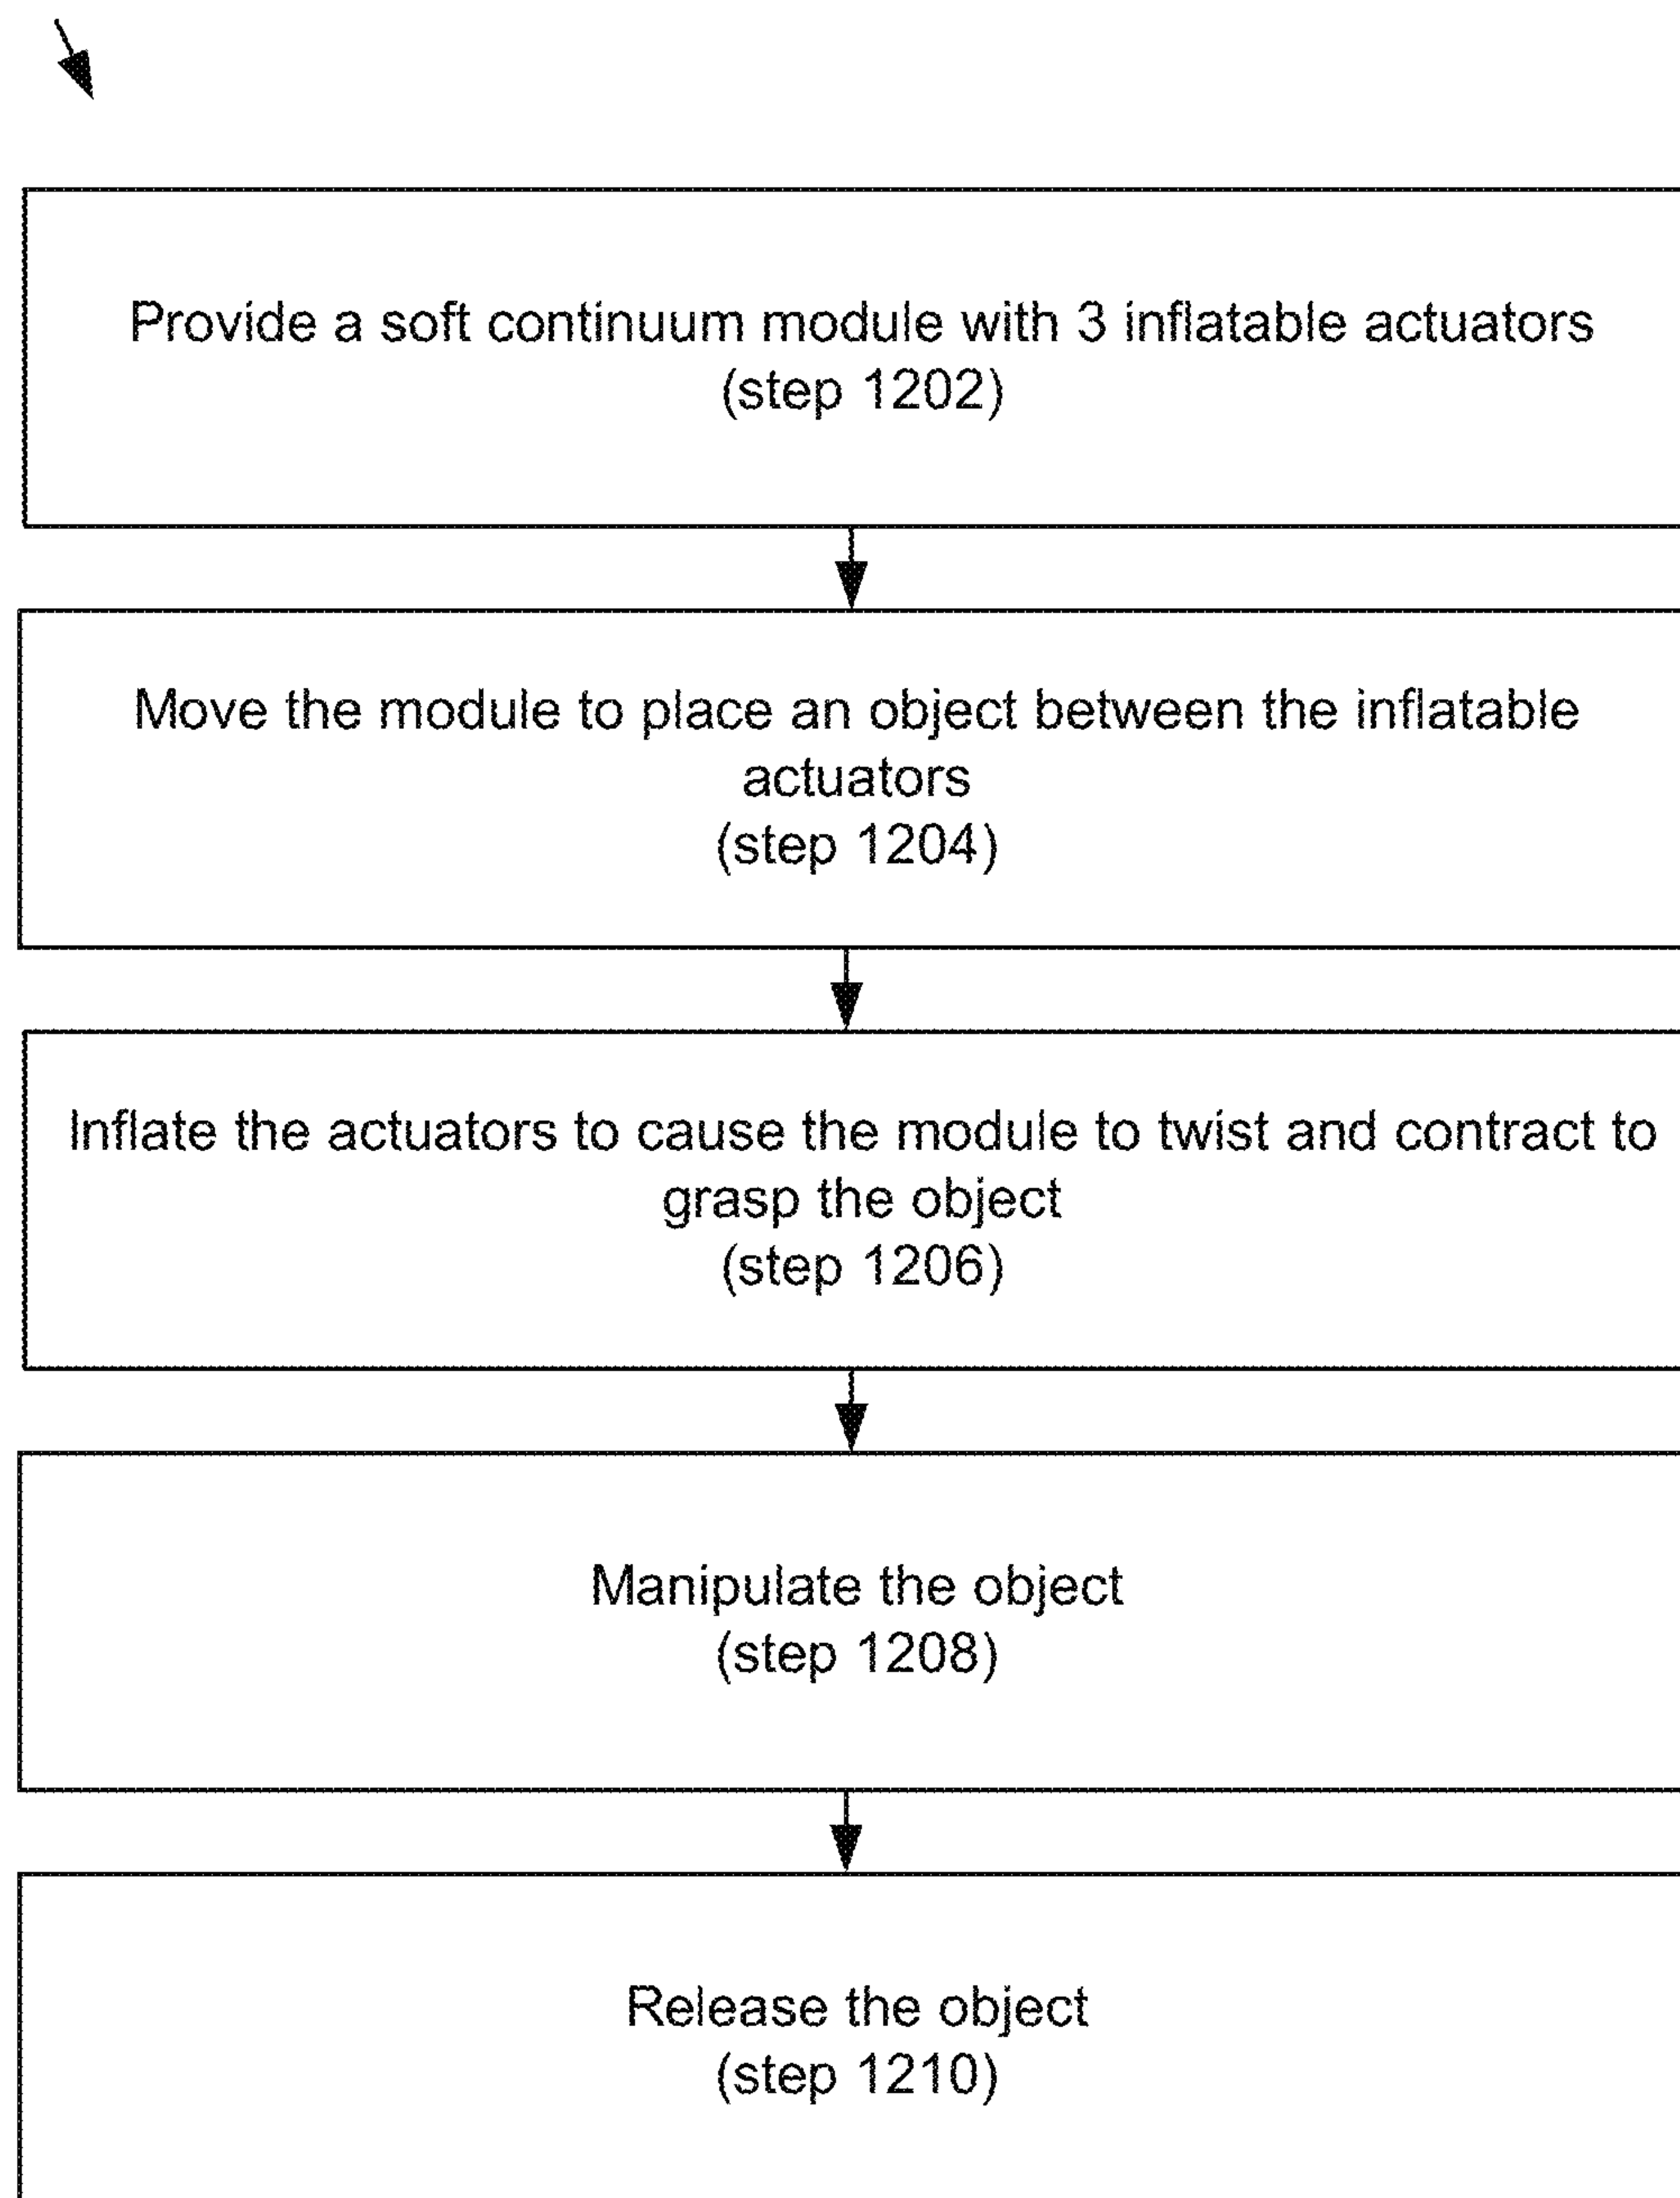 Provide a soft continuum module with 3 inflatable actuators
(step 1202)
Move the module to place an object between the inflatable
actuators
(step 1204)
Inflate the actuators to cause the module to twist and contract to
grasp the object
(step 1206)
Manipulate the object
(step 1208)
Release the object
(step 1210)